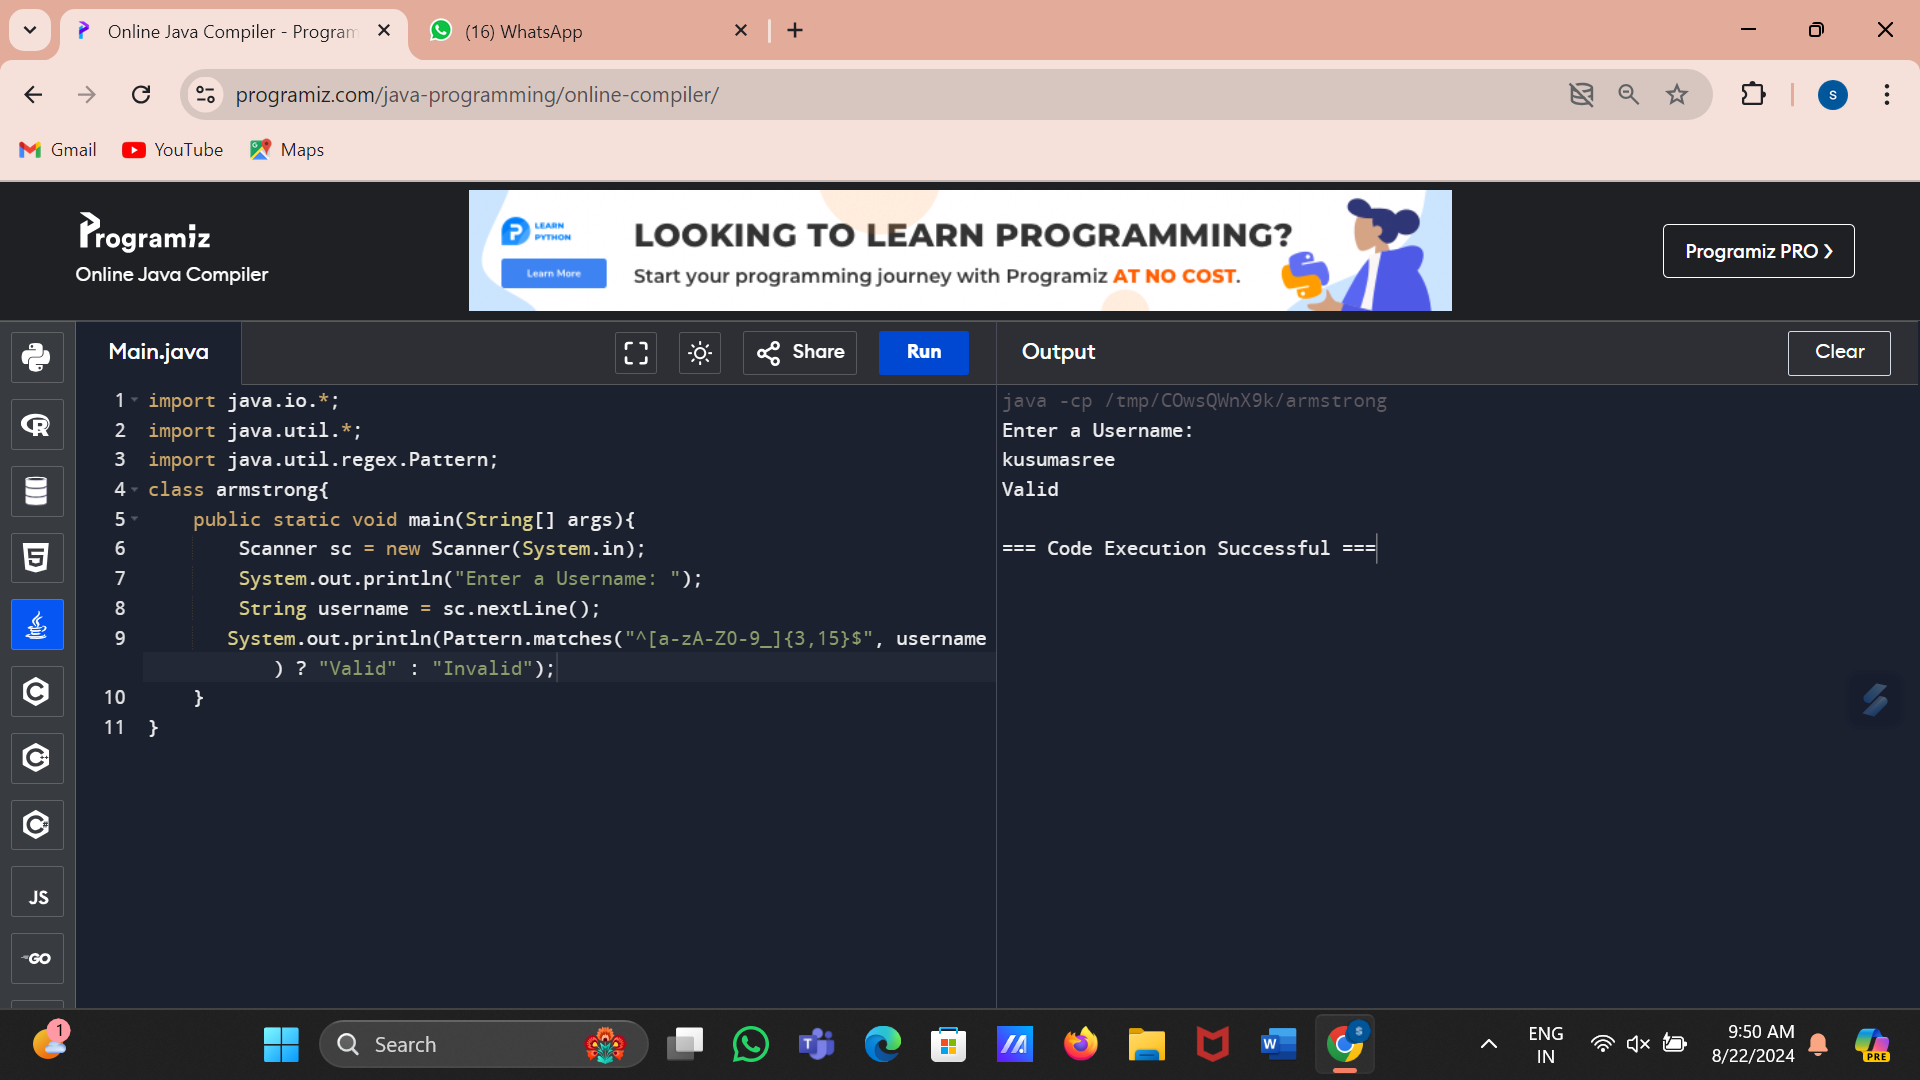 Online Java Compiler - Program
(16) WhatsApp
programiz.com/java-programming/online-compiler/
s
Gmail
YouTube
Maps
Programiz
Online Java Compiler
LEARN
PYTHON
Learn More
LOOKING TO LEARN PROGRAMMING?
Start your programming journey with Programiz AT NO COST.
Programiz PRO ❯
Main.java
Share
Run
Output
Clear
1 import java.io.*;
2 import java.util.*;
3 import java.util.regex.Pattern;
4 class armstrong{
5 public static void main(String[] args){
6 Scanner sc = new Scanner(System.in);
7 System.out.println("Enter a Username: ");
8 String username = sc.nextLine();
9 System.out.println(Pattern.matches("^[a-zA-Z0-9_]{3,15}$", username
) ? "Valid" : "Invalid");
10 }
11 }
java -cp /tmp/COwsQWnX9k/armstrong
Enter a Username:
kusumasree
Valid
=== Code Execution Successful ===
R
5
C
C++
C#
JS
GO
1
Search
T
W
$
ENG
IN
9:50 AM
8/22/2024
PRE